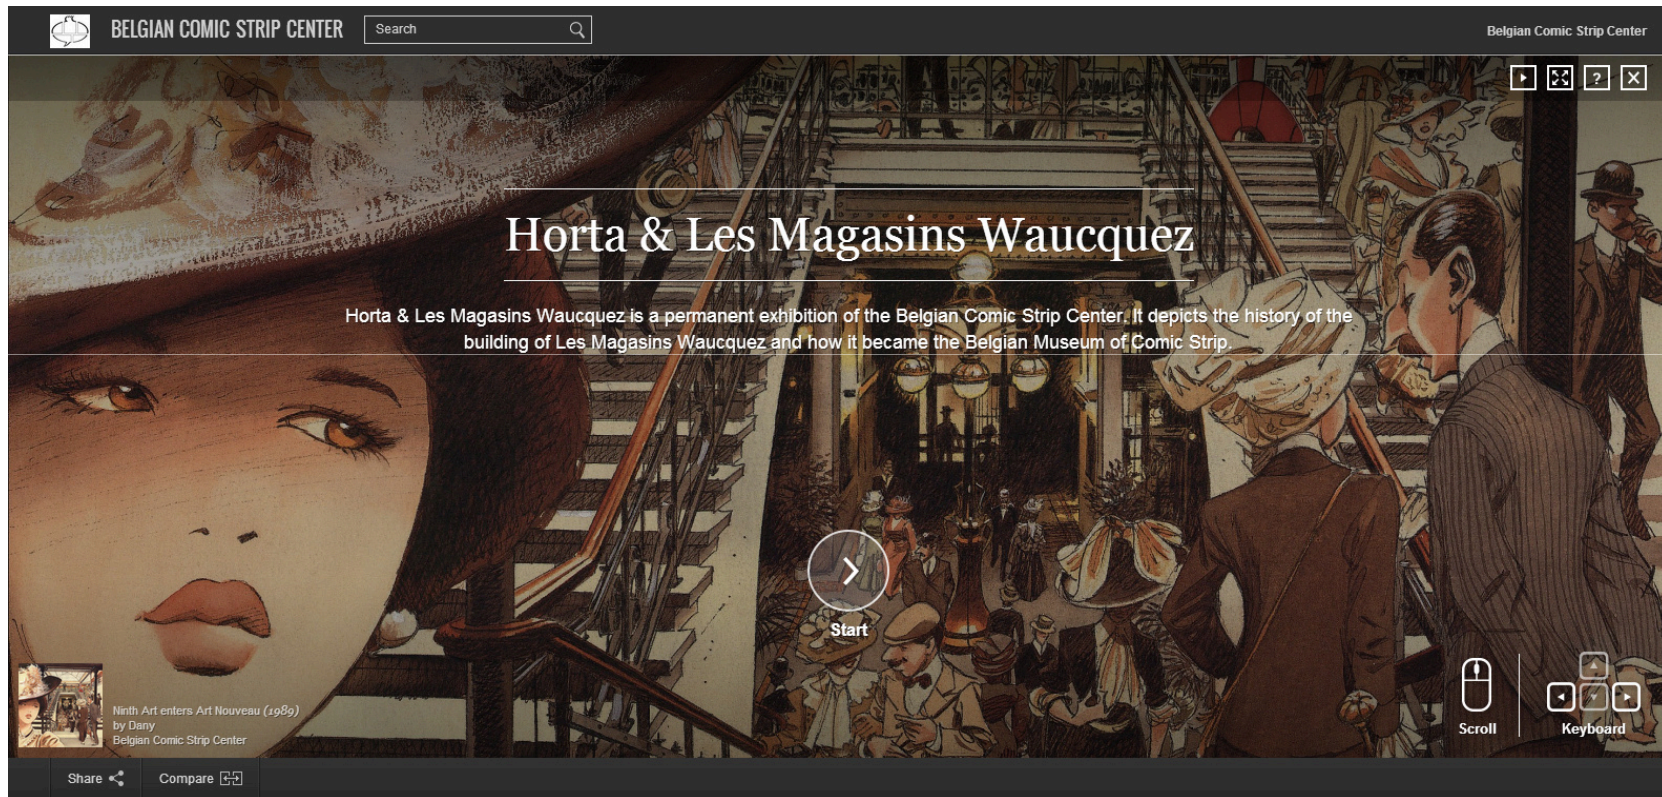 BELGIAN COMIC STRIP CENTER
Search
Belgian Comic Strip Center
?
Horta & Les Magasins Waucquez
Horta & Les Magasins Waucquez is a permanent exhibition of the Belgian Comic Strip Center. It depicts the history of the
building of Les Magasins Waucquez and how it became the Belgian Museum of Comic Strip.
Start
Ninth Art enters Art Nouveau (1989)
by Dany
Belgian Comic Strip Center
Scroll
Keyboard
Share
Compare